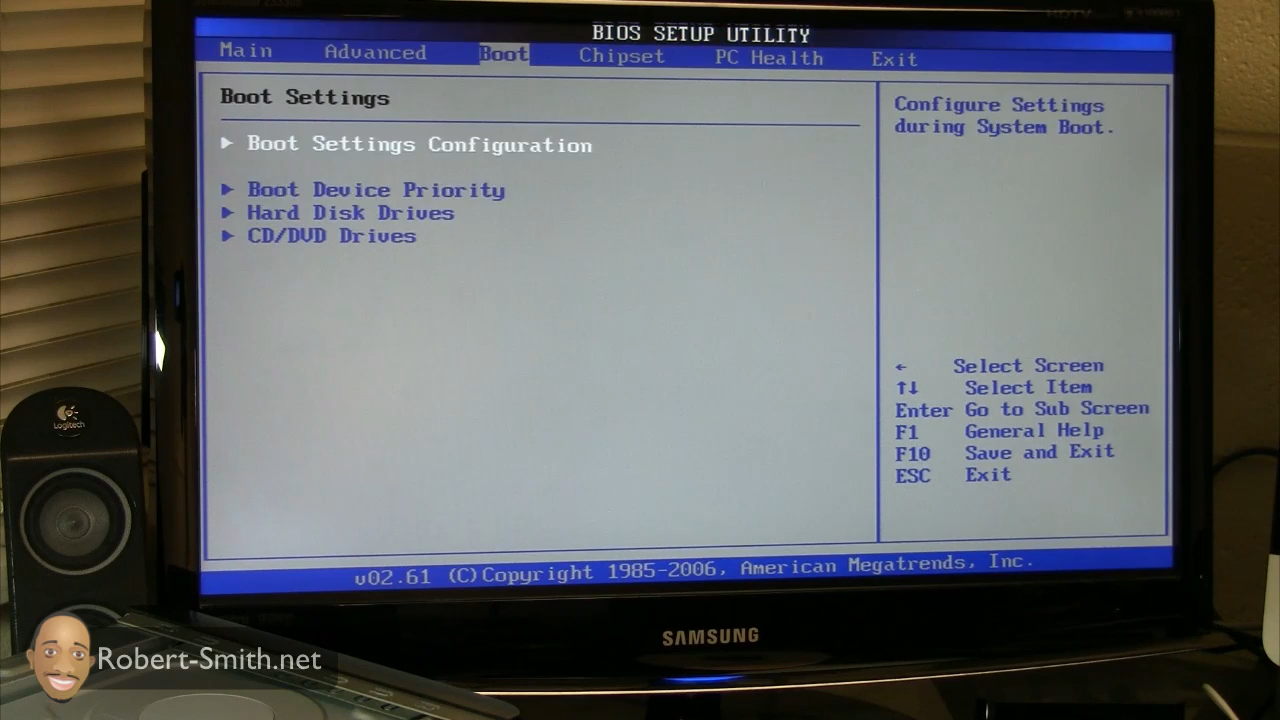 BIOS SETUP UTILITY
Main Advanced Boot Chipset PC Health Exit
Boot Settings
▶ Boot Settings Configuration
▶ Boot Device Priority
▶ Hard Disk Drives
▶ CD/DVD Drives
Configure Settings
during System Boot.
← Select Screen
↑↓ Select Item
Enter Go to Sub Screen
F1 General Help
F10 Save and Exit
ESC Exit
v02.61 (C)Copyright 1985-2006, American Megatrends, Inc.
SAMSUNG
Logitech
Robert-Smith.net